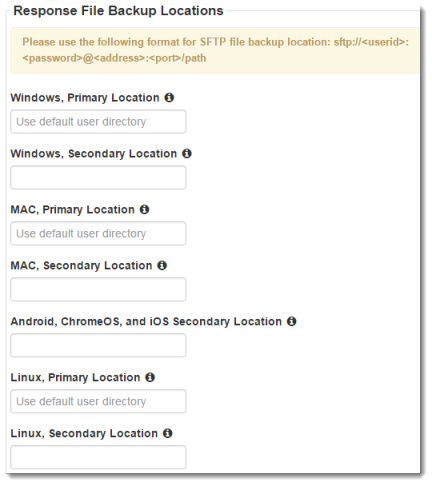 Response File Backup Locations
Please use the following format for SFTP file backup location: sftp://<userid>:
<password>@<address>:<port>/path
Windows, Primary Location
Use default user directory
Windows, Secondary Location
MAC, Primary Location
Use default user directory
MAC, Secondary Location
Android, ChromeOS, and iOS Secondary Location
Linux, Primary Location
Use default user directory
Linux, Secondary Location